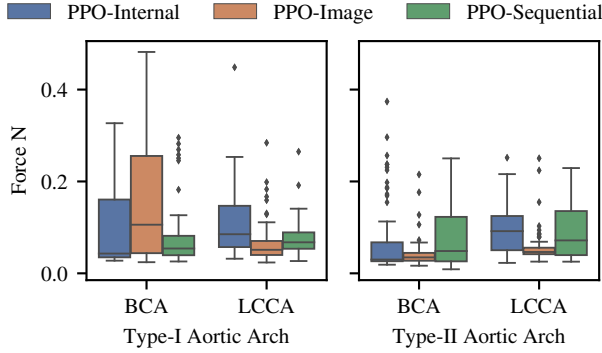 PPO-Internal PPO-Image PPO-Sequential
Force N
0.4
0.2
0.0
BCA LCCA BCA LCCA
Type-I Aortic Arch Type-II Aortic Arch